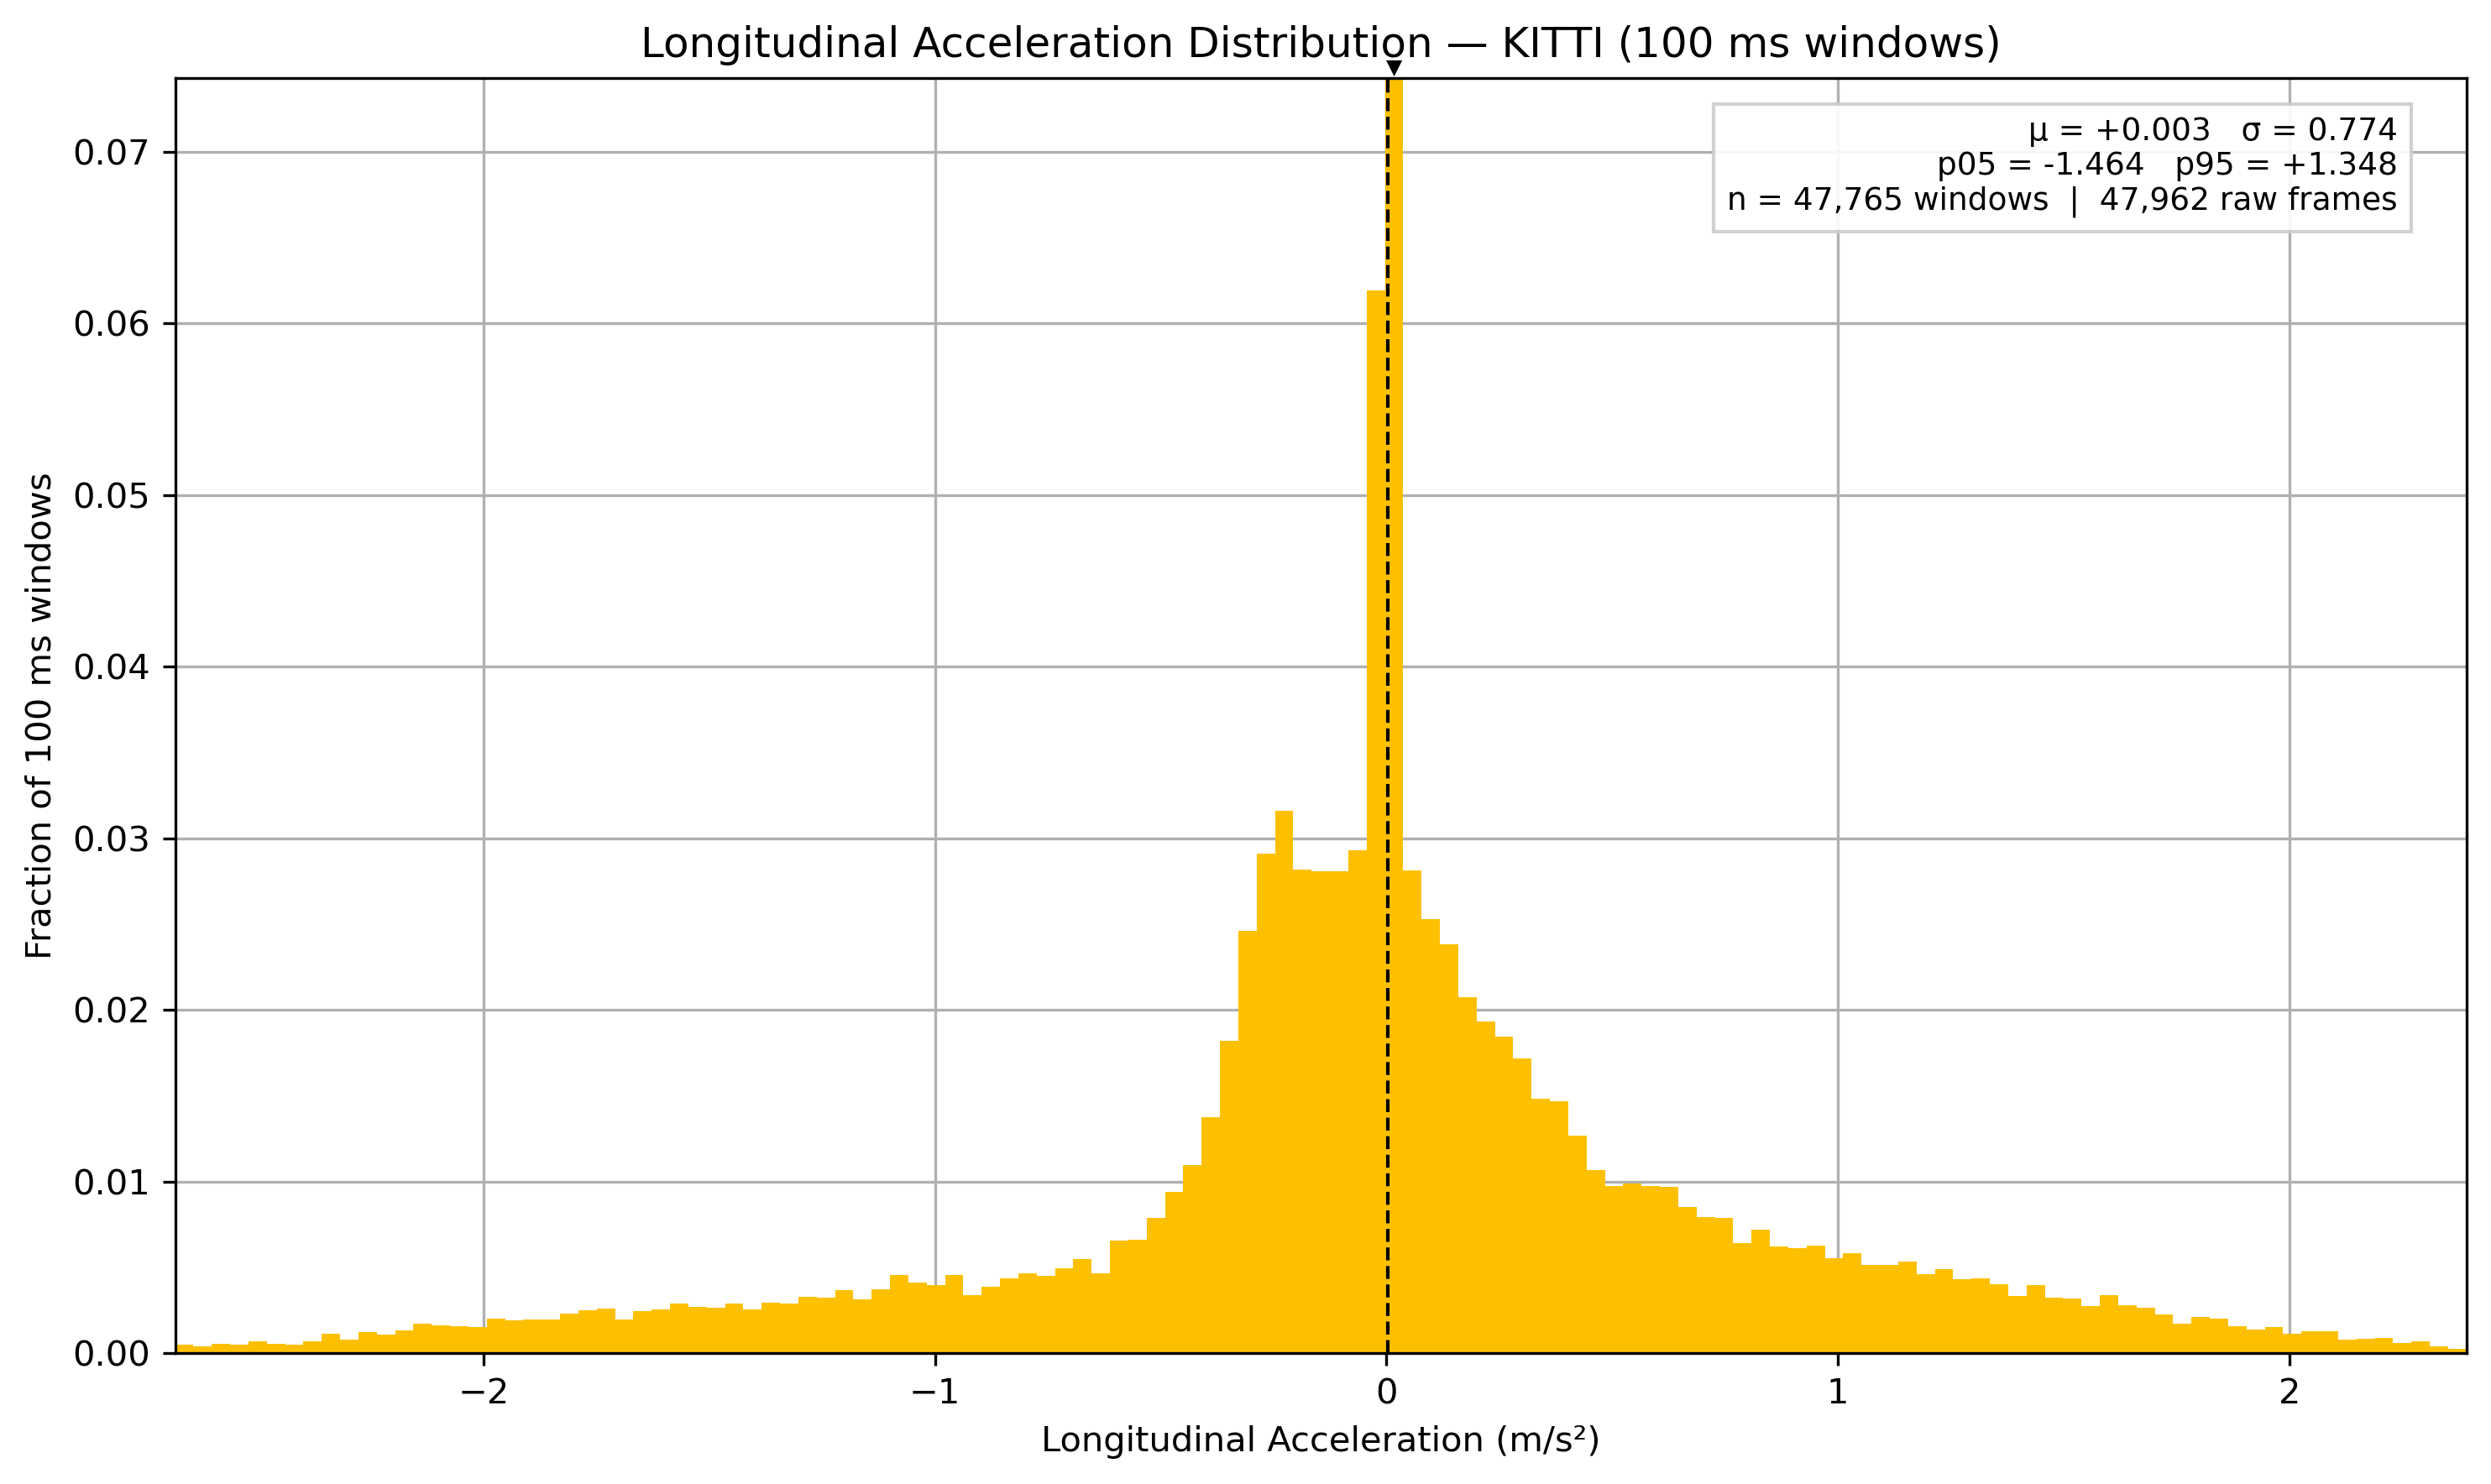 Longitudinal Acceleration Distribution — KITTI (100 ms windows)
μ = +0.003   σ = 0.774
p05 = -1.464   p95 = +1.348
n = 47,765 windows  |  47,962 raw frames
Fraction of 100 ms windows
0.07
0.06
0.05
0.04
0.03
0.02
0.01
0.00
−2
−1
0
1
2
Longitudinal Acceleration (m/s²)